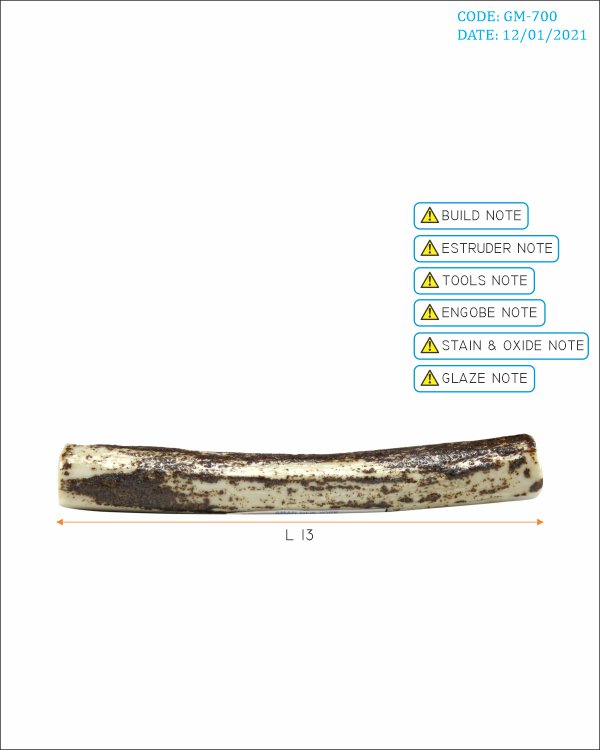 CODE: GM-700
DATE: 12/01/2021
BUILD NOTE
ESTRUDER NOTE
TOOLS NOTE
ENGOBE NOTE
STAIN & OXIDE NOTE
GLAZE NOTE
L 13